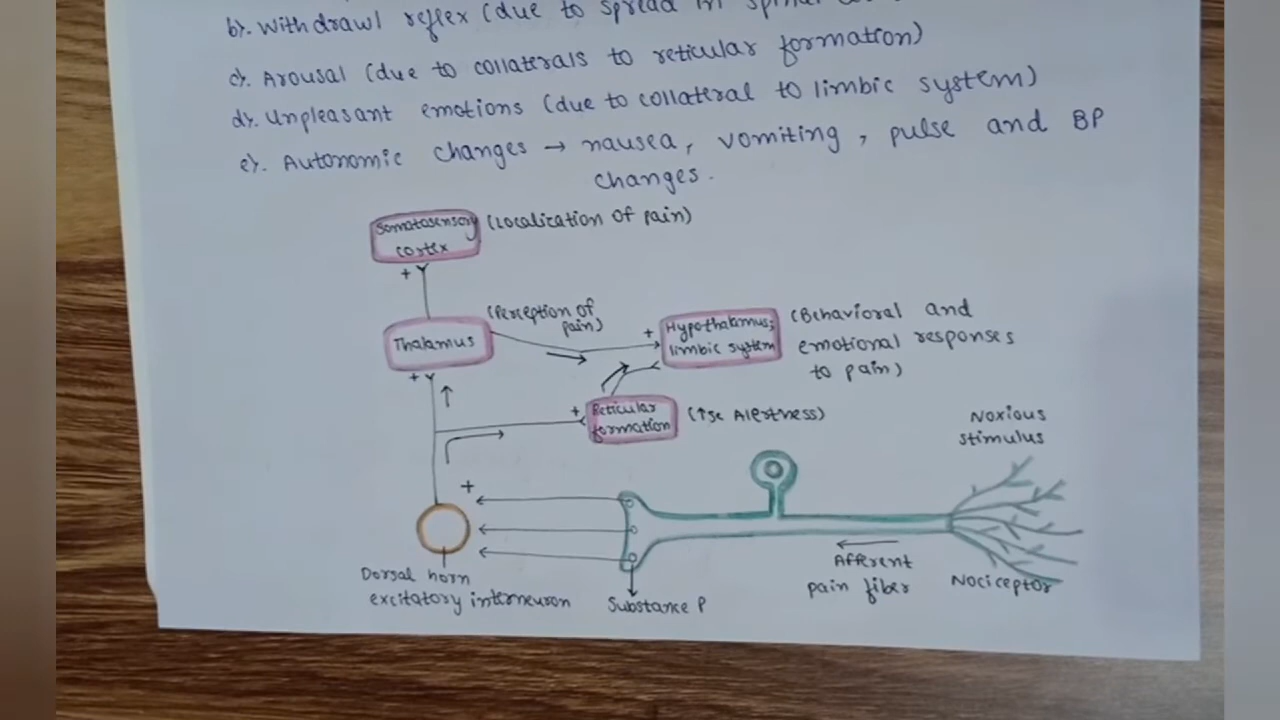 b). Withdrawl reflex (due to spread in spinal
c). Arousal (due to collaterals to reticular formation)
d). Unpleasant emotions (due to collateral to limbic system)
e). Autonomic changes → nausea, vomiting, pulse and BP
changes.
Somatosensory
cortex
(Localization of pain)
+
(Perception of
pain)
Thalamus
+
Hypothalamus;
limbic system
(Behavioral and
emotional responses
to pain)
+
+
Reticular
formation
(↑se Alertness)
Noxious
stimulus
+
Afferent
pain fiber
Nociceptor
Dorsal horn
excitatory interneuron
Substance P